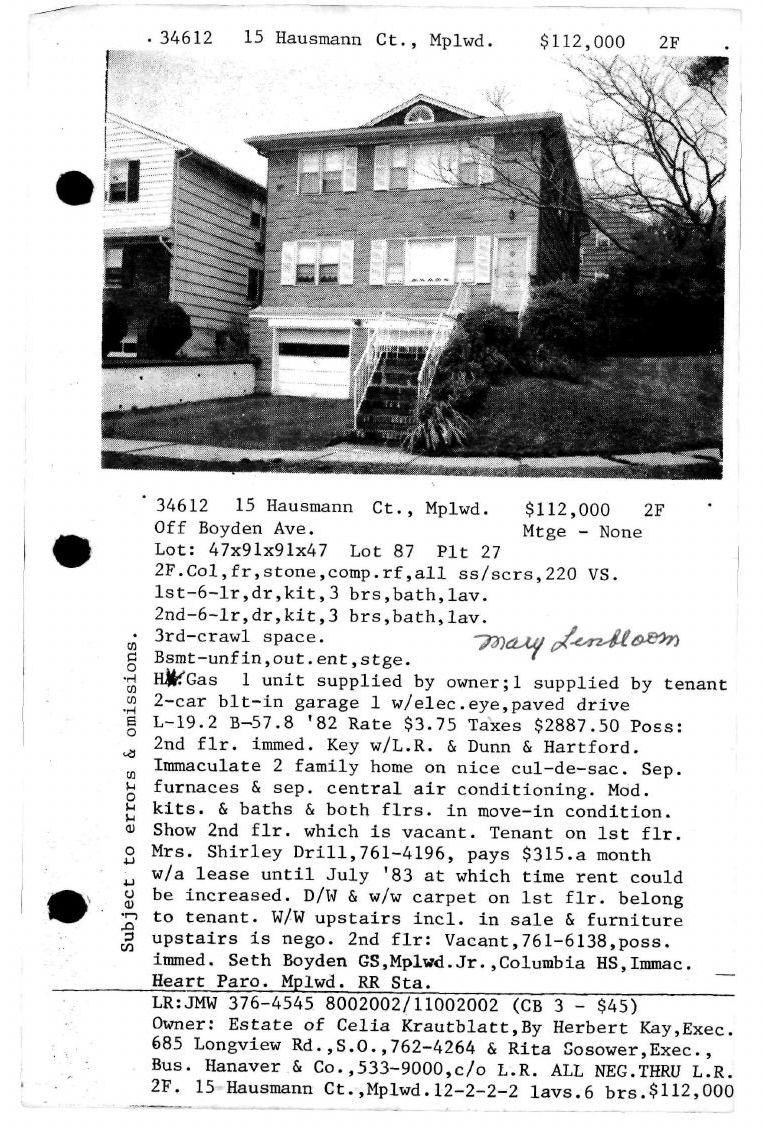 34612 15 Hausmann Ct., Mplwd. $112,000 2F
34612 15 Hausmann Ct., Mplwd. $112,000 2F
Off Boyden Ave. Mtge - None
Lot: 47x91x91x47 Lot 87 Plt 27
2F.Col,fr,stone,comp.rf,all ss/scrs,220 VS.
1st-6-lr,dr,kit,3 brs,bath,lav.
2nd-6-lr,dr,kit,3 brs,bath,lav.
3rd-crawl space.
Mary Lenbloom
Bsmt-unfin,out.ent,stge.
HW.Gas 1 unit supplied by owner;1 supplied by tenant
2-car blt-in garage 1 w/elec.eye,paved drive
L-19.2 B-57.8 '82 Rate $3.75 Taxes $2887.50 Poss:
2nd flr. immed. Key w/L.R. & Dunn & Hartford.
Immaculate 2 family home on nice cul-de-sac. Sep.
furnaces & sep. central air conditioning. Mod.
kits. & baths & both flrs. in move-in condition.
Show 2nd flr. which is vacant. Tenant on 1st flr.
Mrs. Shirley Drill,761-4196, pays $315.a month
w/a lease until July '83 at which time rent could
be increased. D/W & w/w carpet on 1st flr. belong
to tenant. W/W upstairs incl. in sale & furniture
upstairs is nego. 2nd flr: Vacant,761-6138,poss.
immed. Seth Boyden GS,Mplwd.Jr.,Columbia HS,Immac.
Heart Paro. Mplwd. RR Sta.
Subject to errors & omissions.
LR:JMW 376-4545 8002002/11002002 (CB 3 - $45)
Owner: Estate of Celia Krautblatt,By Herbert Kay,Exec.
685 Longview Rd.,S.O.,762-4264 & Rita Sosower,Exec.,
Bus. Hanaver & Co.,533-9000,c/o L.R. ALL NEG.THRU L.R.
2F. 15 Hausmann Ct.,Mplwd.12-2-2-2 lavs.6 brs.$112,000